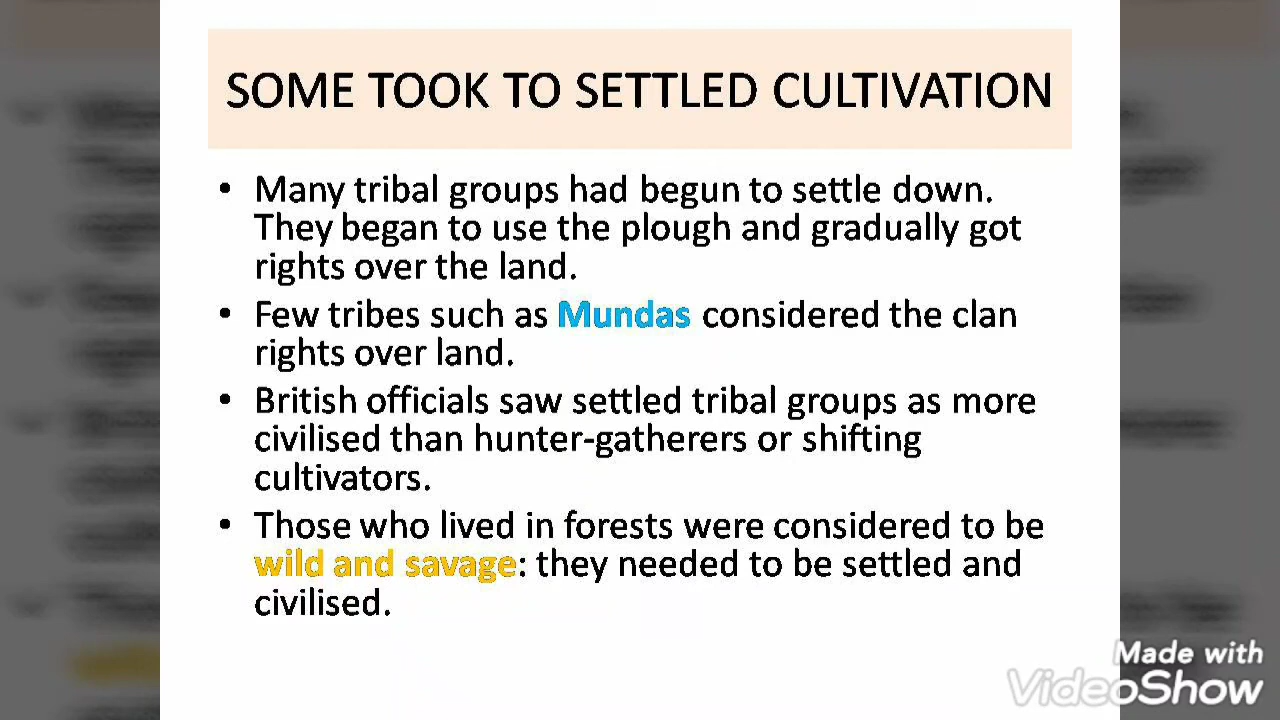 SOME TOOK TO SETTLED CULTIVATION
• Many tribal groups had begun to settle down.
They began to use the plough and gradually got
rights over the land.
• Few tribes such as Mundas considered the clan
rights over land.
• British officials saw settled tribal groups as more
civilised than hunter-gatherers or shifting
cultivators.
• Those who lived in forests were considered to be
wild and savage: they needed to be settled and
civilised.
Made with
VideoShow